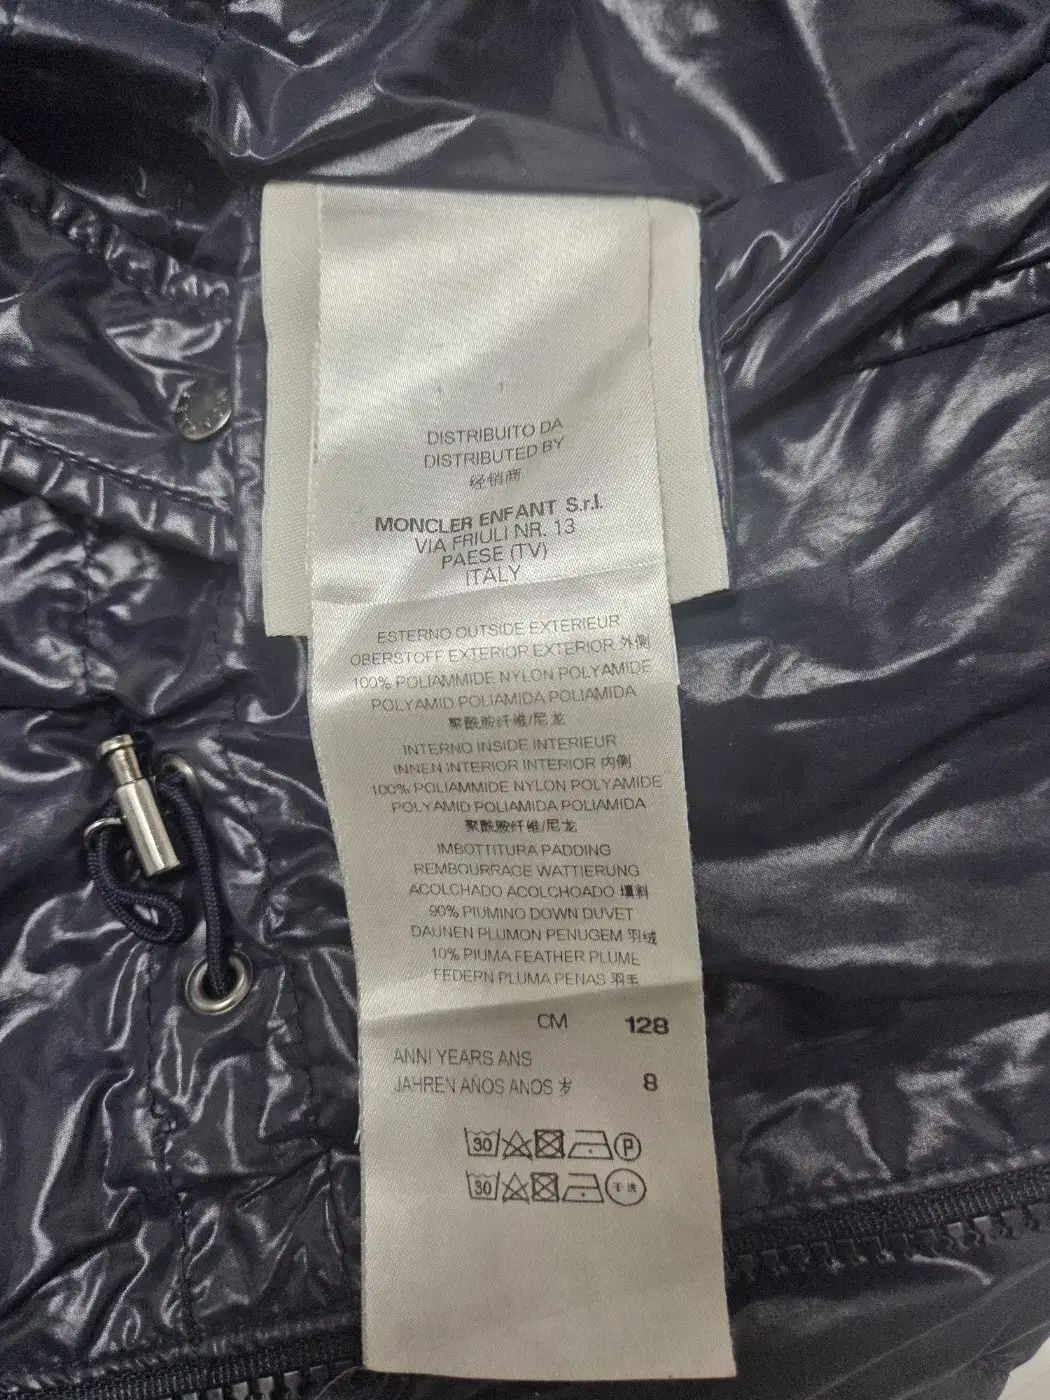 DISTRIBUITO DA
DISTRIBUTED BY
经销商
MONCLER ENFANT S.r.l.
VIA FRIULI NR. 13
PAESE (TV)
ITALY
ESTERNO OUTSIDE EXTERIEUR
OBERSTOFF EXTERIOR EXTERIOR 外侧
100% POLIAMMIDE NYLON POLYAMIDE
POLYAMID POLIAMIDA POLIAMIDA
聚酰胺纤维/尼龙
INTERNO INSIDE INTERIEUR
INNEN INTERIOR INTERIOR 内侧
100% POLIAMMIDE NYLON POLYAMIDE
POLYAMID POLIAMIDA POLIAMIDA
聚酰胺纤维/尼龙
IMBOTTITURA PADDING
REMBOURRAGE WATTIERUNG
ACOLCHADO ACOLCHOADO 填料
90% PIUMINO DOWN DUVET
DAUNEN PLUMON PENUGEM 羽绒
10% PIUMA FEATHER PLUME
FEDERN PLUMA PENAS 羽毛
CM 128
ANNI YEARS ANS
JAHREN AÑOS ANOS 岁 8
30 P
30 干洗